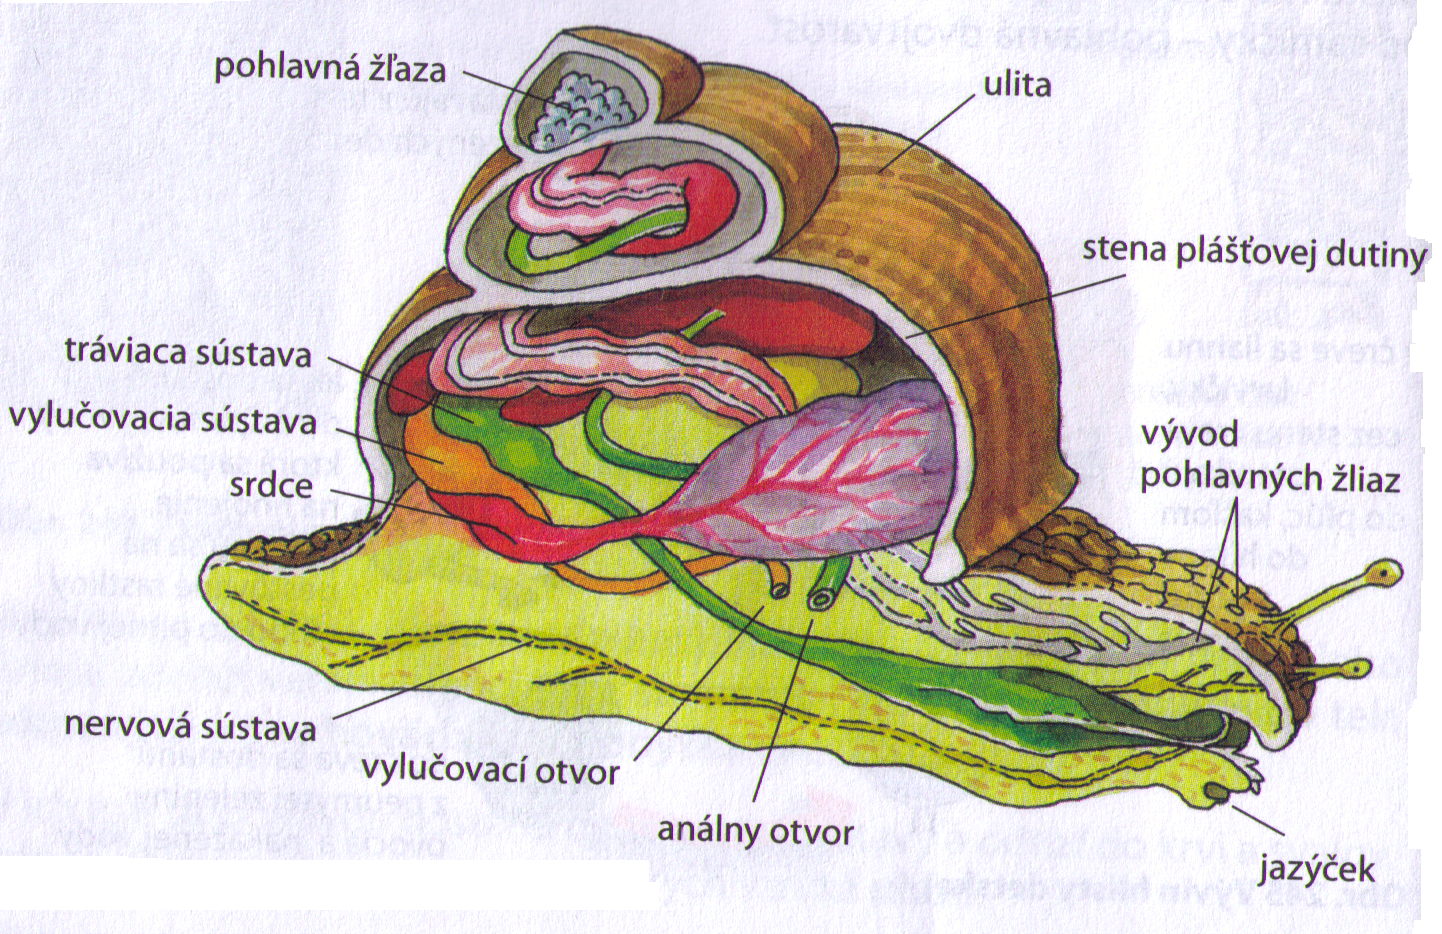 pohlavná žľaza
ulita
stena plášťovej dutiny
tráviaca sústava
vylučovacia sústava
srdce
vývod
pohlavných žliaz
nervová sústava
vylučovací otvor
análny otvor
jazýček